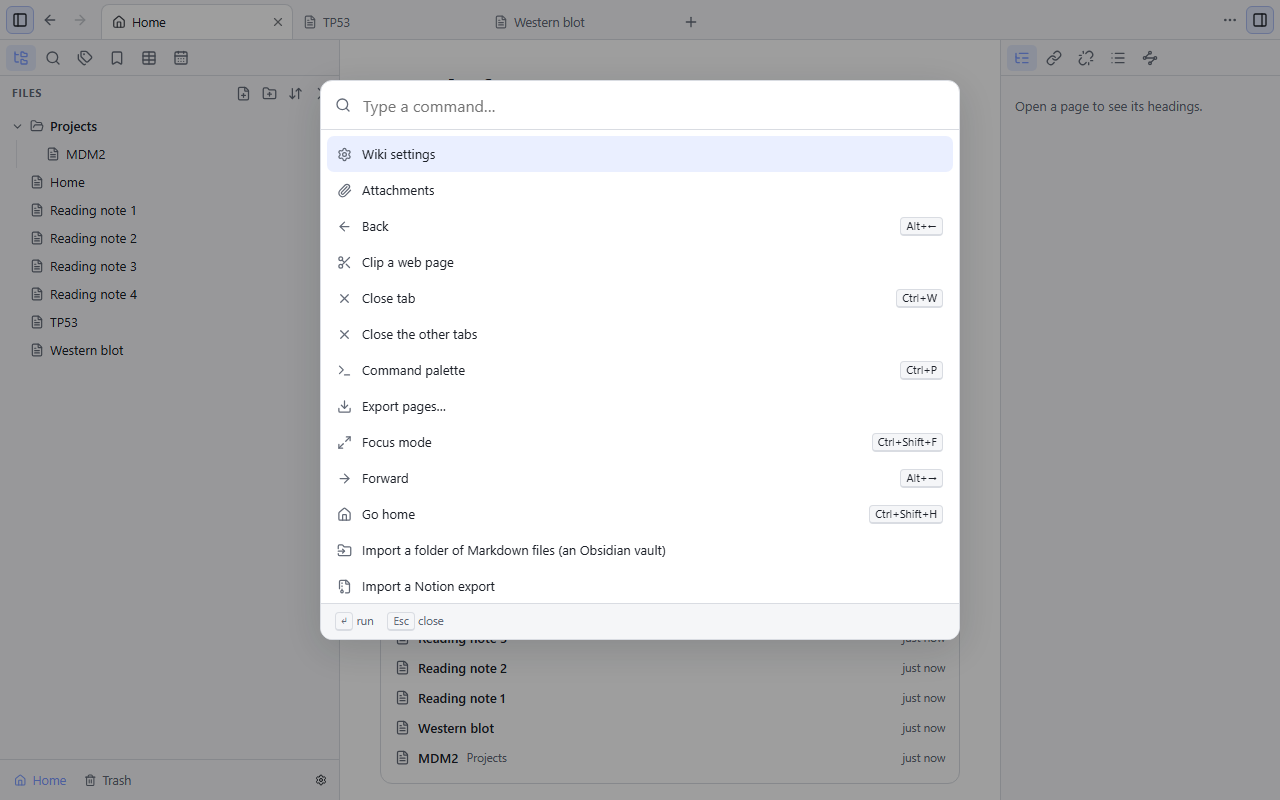 Home
TP53
Western blot
FILES
Projects
MDM2
Home
Reading note 1
Reading note 2
Reading note 3
Reading note 4
TP53
Western blot
Home
Trash
Type a command...
Wiki settings
Attachments
Back Alt+←
Clip a web page
Close tab Ctrl+W
Close the other tabs
Command palette Ctrl+P
Export pages...
Focus mode Ctrl+Shift+F
Forward Alt+→
Go home Ctrl+Shift+H
Import a folder of Markdown files (an Obsidian vault)
Import a Notion export
↵ run Esc close
Reading note 3 just now
Reading note 2 just now
Reading note 1 just now
Western blot just now
MDM2 Projects just now
Open a page to see its headings.